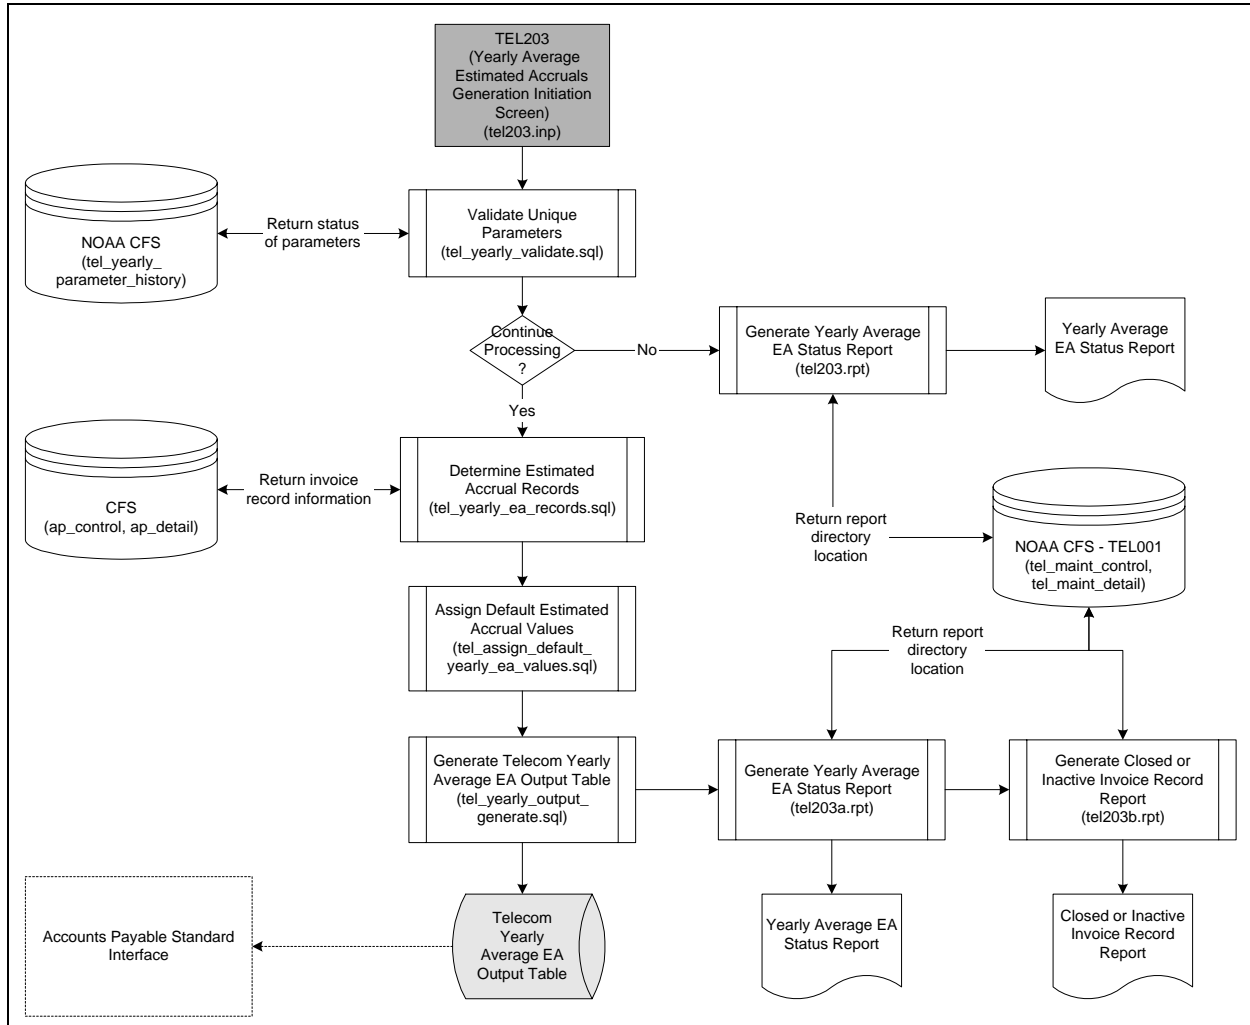 TEL203
(Yearly Average
Estimated Accruals
Generation Initiation
Screen)
(tel203.inp)
NOAA CFS
(tel_yearly_
parameter_history)
Return status
of parameters
Validate Unique
Parameters
(tel_yearly_validate.sql)
Continue
Processing
?
No
Generate Yearly Average
EA Status Report
(tel203.rpt)
Yearly Average
EA Status Report
Yes
CFS
(ap_control, ap_detail)
Return invoice
record information
Determine Estimated
Accrual Records
(tel_yearly_ea_records.sql)
Return report
directory
location
NOAA CFS - TEL001
(tel_maint_control,
tel_maint_detail)
Assign Default Estimated
Accrual Values
(tel_assign_default_
yearly_ea_values.sql)
Return report
directory
location
Generate Telecom Yearly
Average EA Output Table
(tel_yearly_output_
generate.sql)
Generate Yearly Average
EA Status Report
(tel203a.rpt)
Generate Closed or
Inactive Invoice Record
Report
(tel203b.rpt)
Accounts Payable Standard
Interface
Telecom
Yearly
Average EA
Output Table
Yearly Average EA
Status Report
Closed or Inactive
Invoice Record
Report